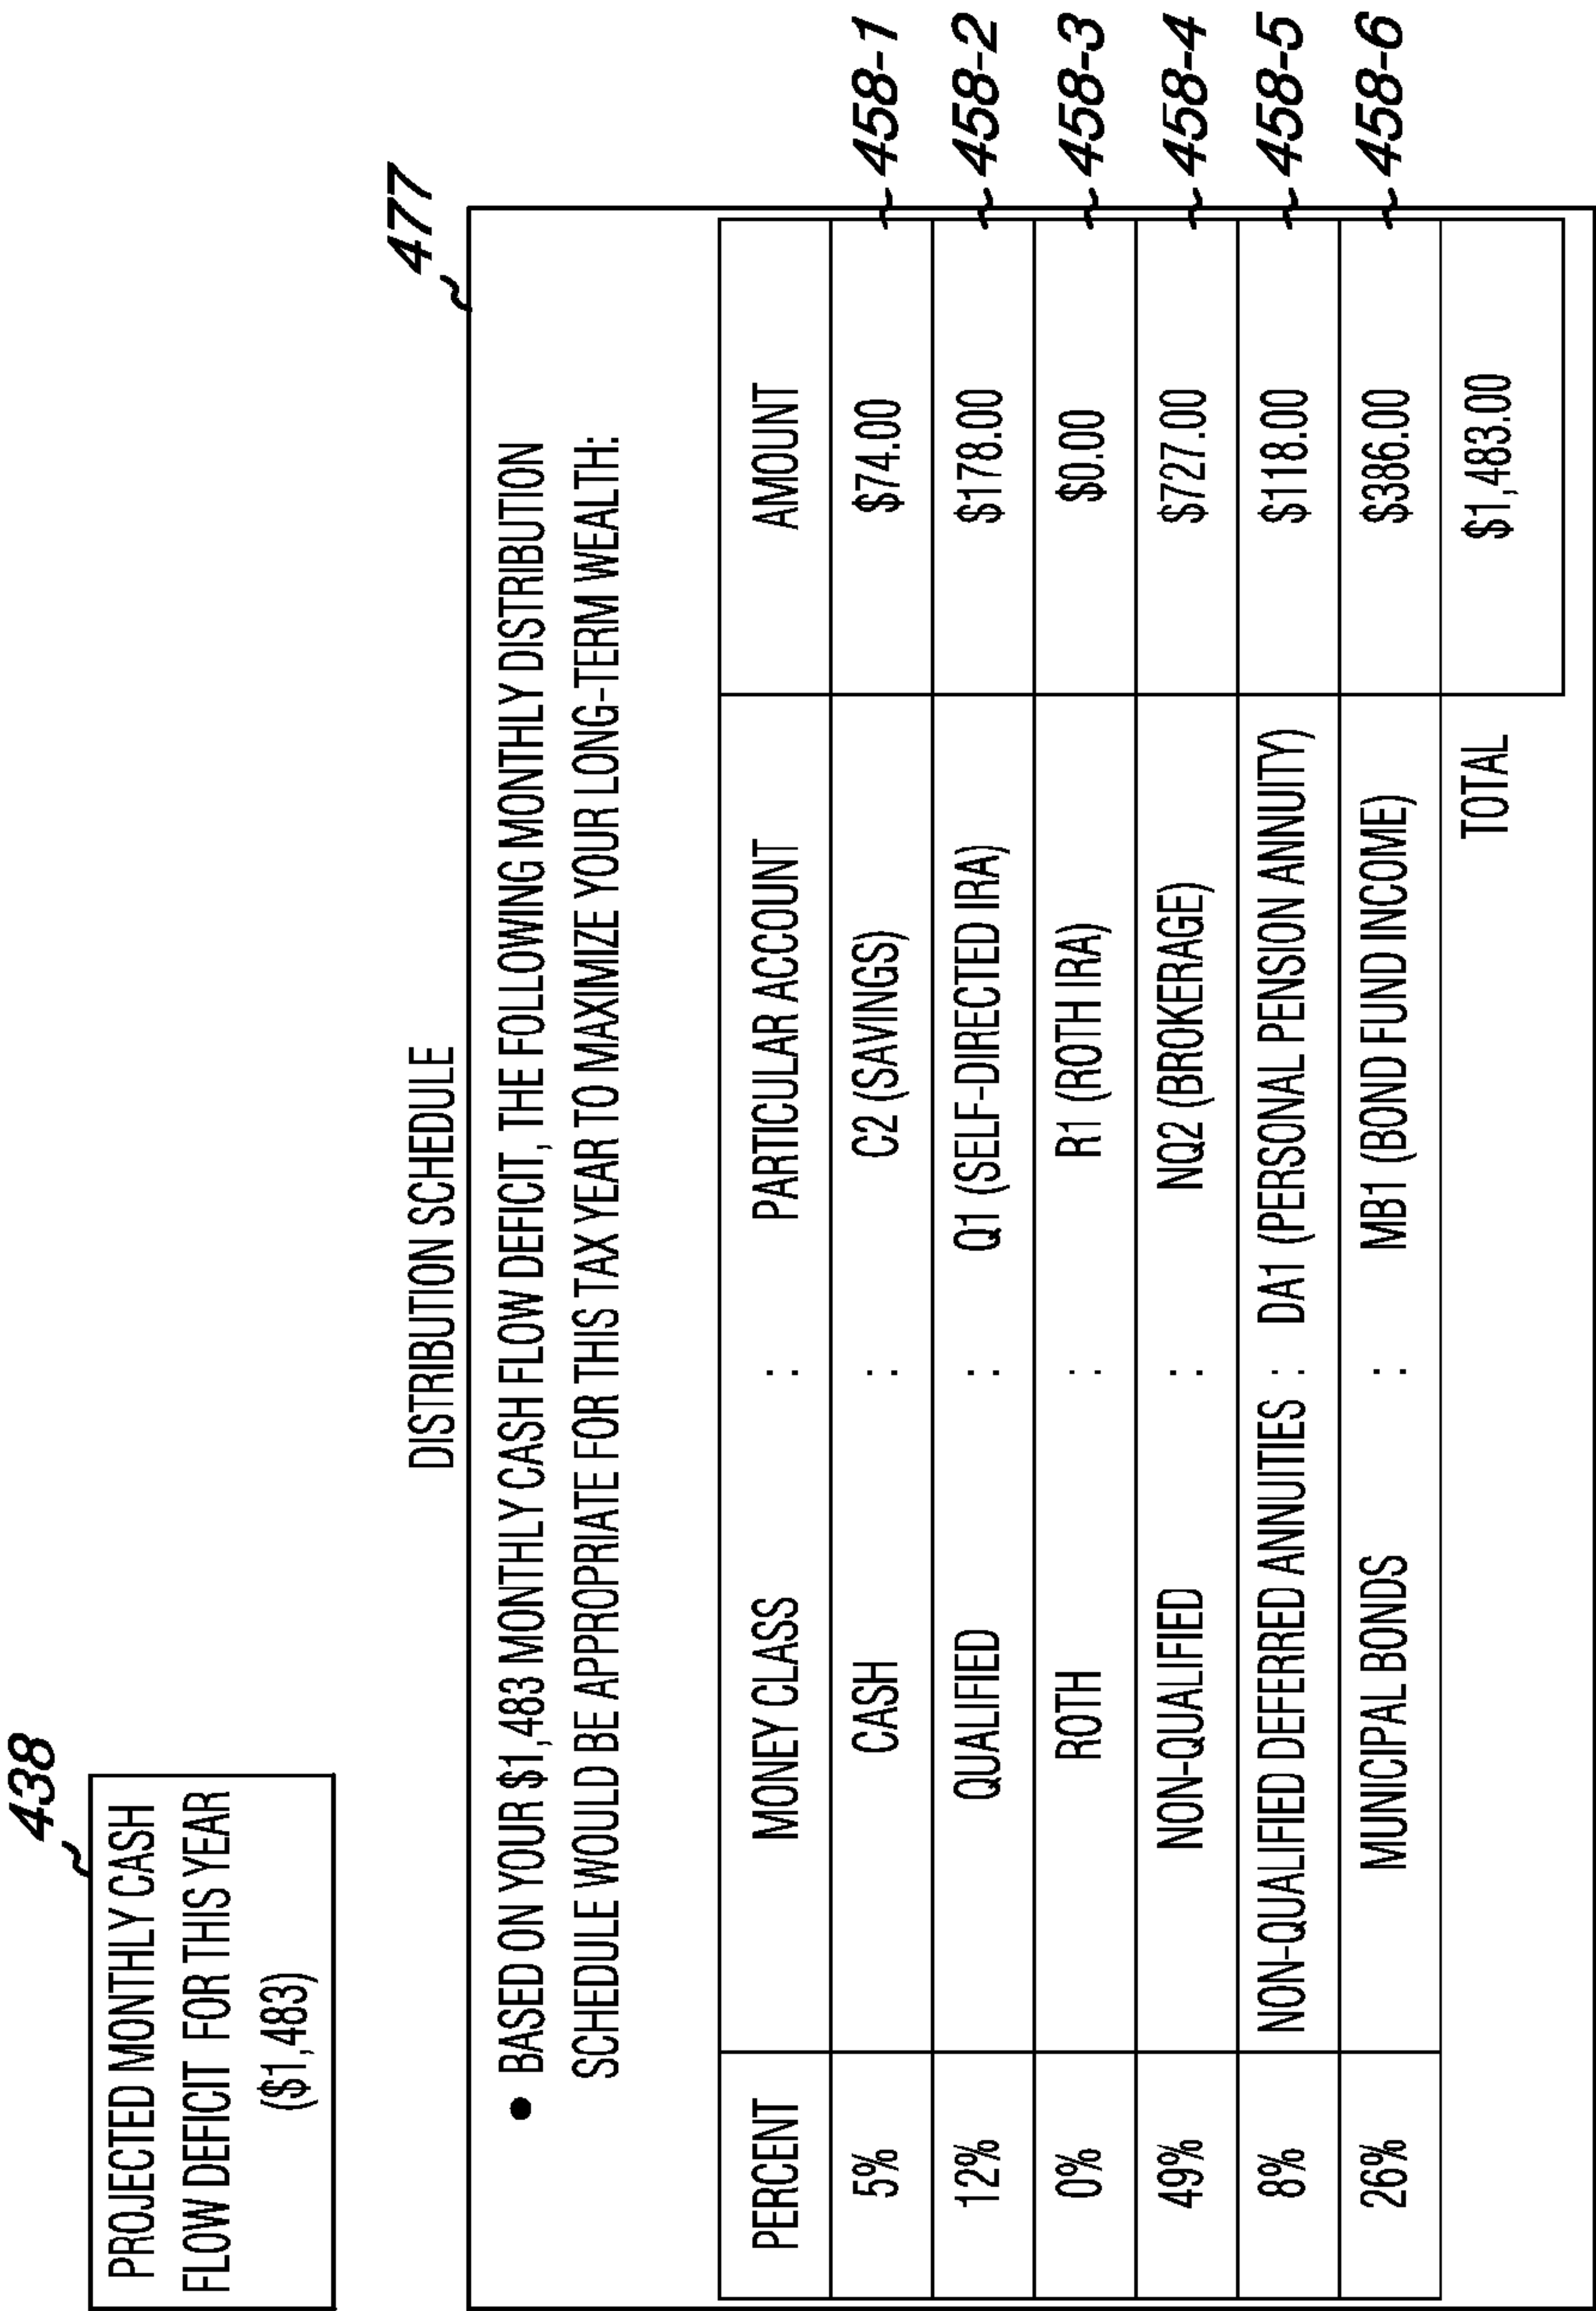 438
PROJECTED MONTHLY CASH
FLOW DEFICIT FOR THIS YEAR
($1,483)
DISTRIBUTION SCHEDULE
477
• BASED ON YOUR $1,483 MONTHLY CASH FLOW DEFICIT, THE FOLLOWING MONTHLY DISTRIBUTION
SCHEDULE WOULD BE APPROPRIATE FOR THIS TAX YEAR TO MAXIMIZE YOUR LONG-TERM WEALTH:
PERCENT MONEY CLASS : PARTICULAR ACCOUNT AMOUNT
5% CASH : C2 (SAVINGS) $74.00 458-1
12% QUALIFIED : Q1 (SELF-DIRECTED IRA) $178.00 458-2
0% ROTH : R1 (ROTH IRA) $0.00 458-3
49% NON-QUALIFIED : NQ2 (BROKERAGE) $727.00 458-4
8% NON-QUALIFIED DEFERRED ANNUITIES : DA1 (PERSONAL PENSION ANNUITY) $118.00 458-5
26% MUNICIPAL BONDS : MB1 (BOND FUND INCOME) $386.00 458-6
TOTAL $1,483.00